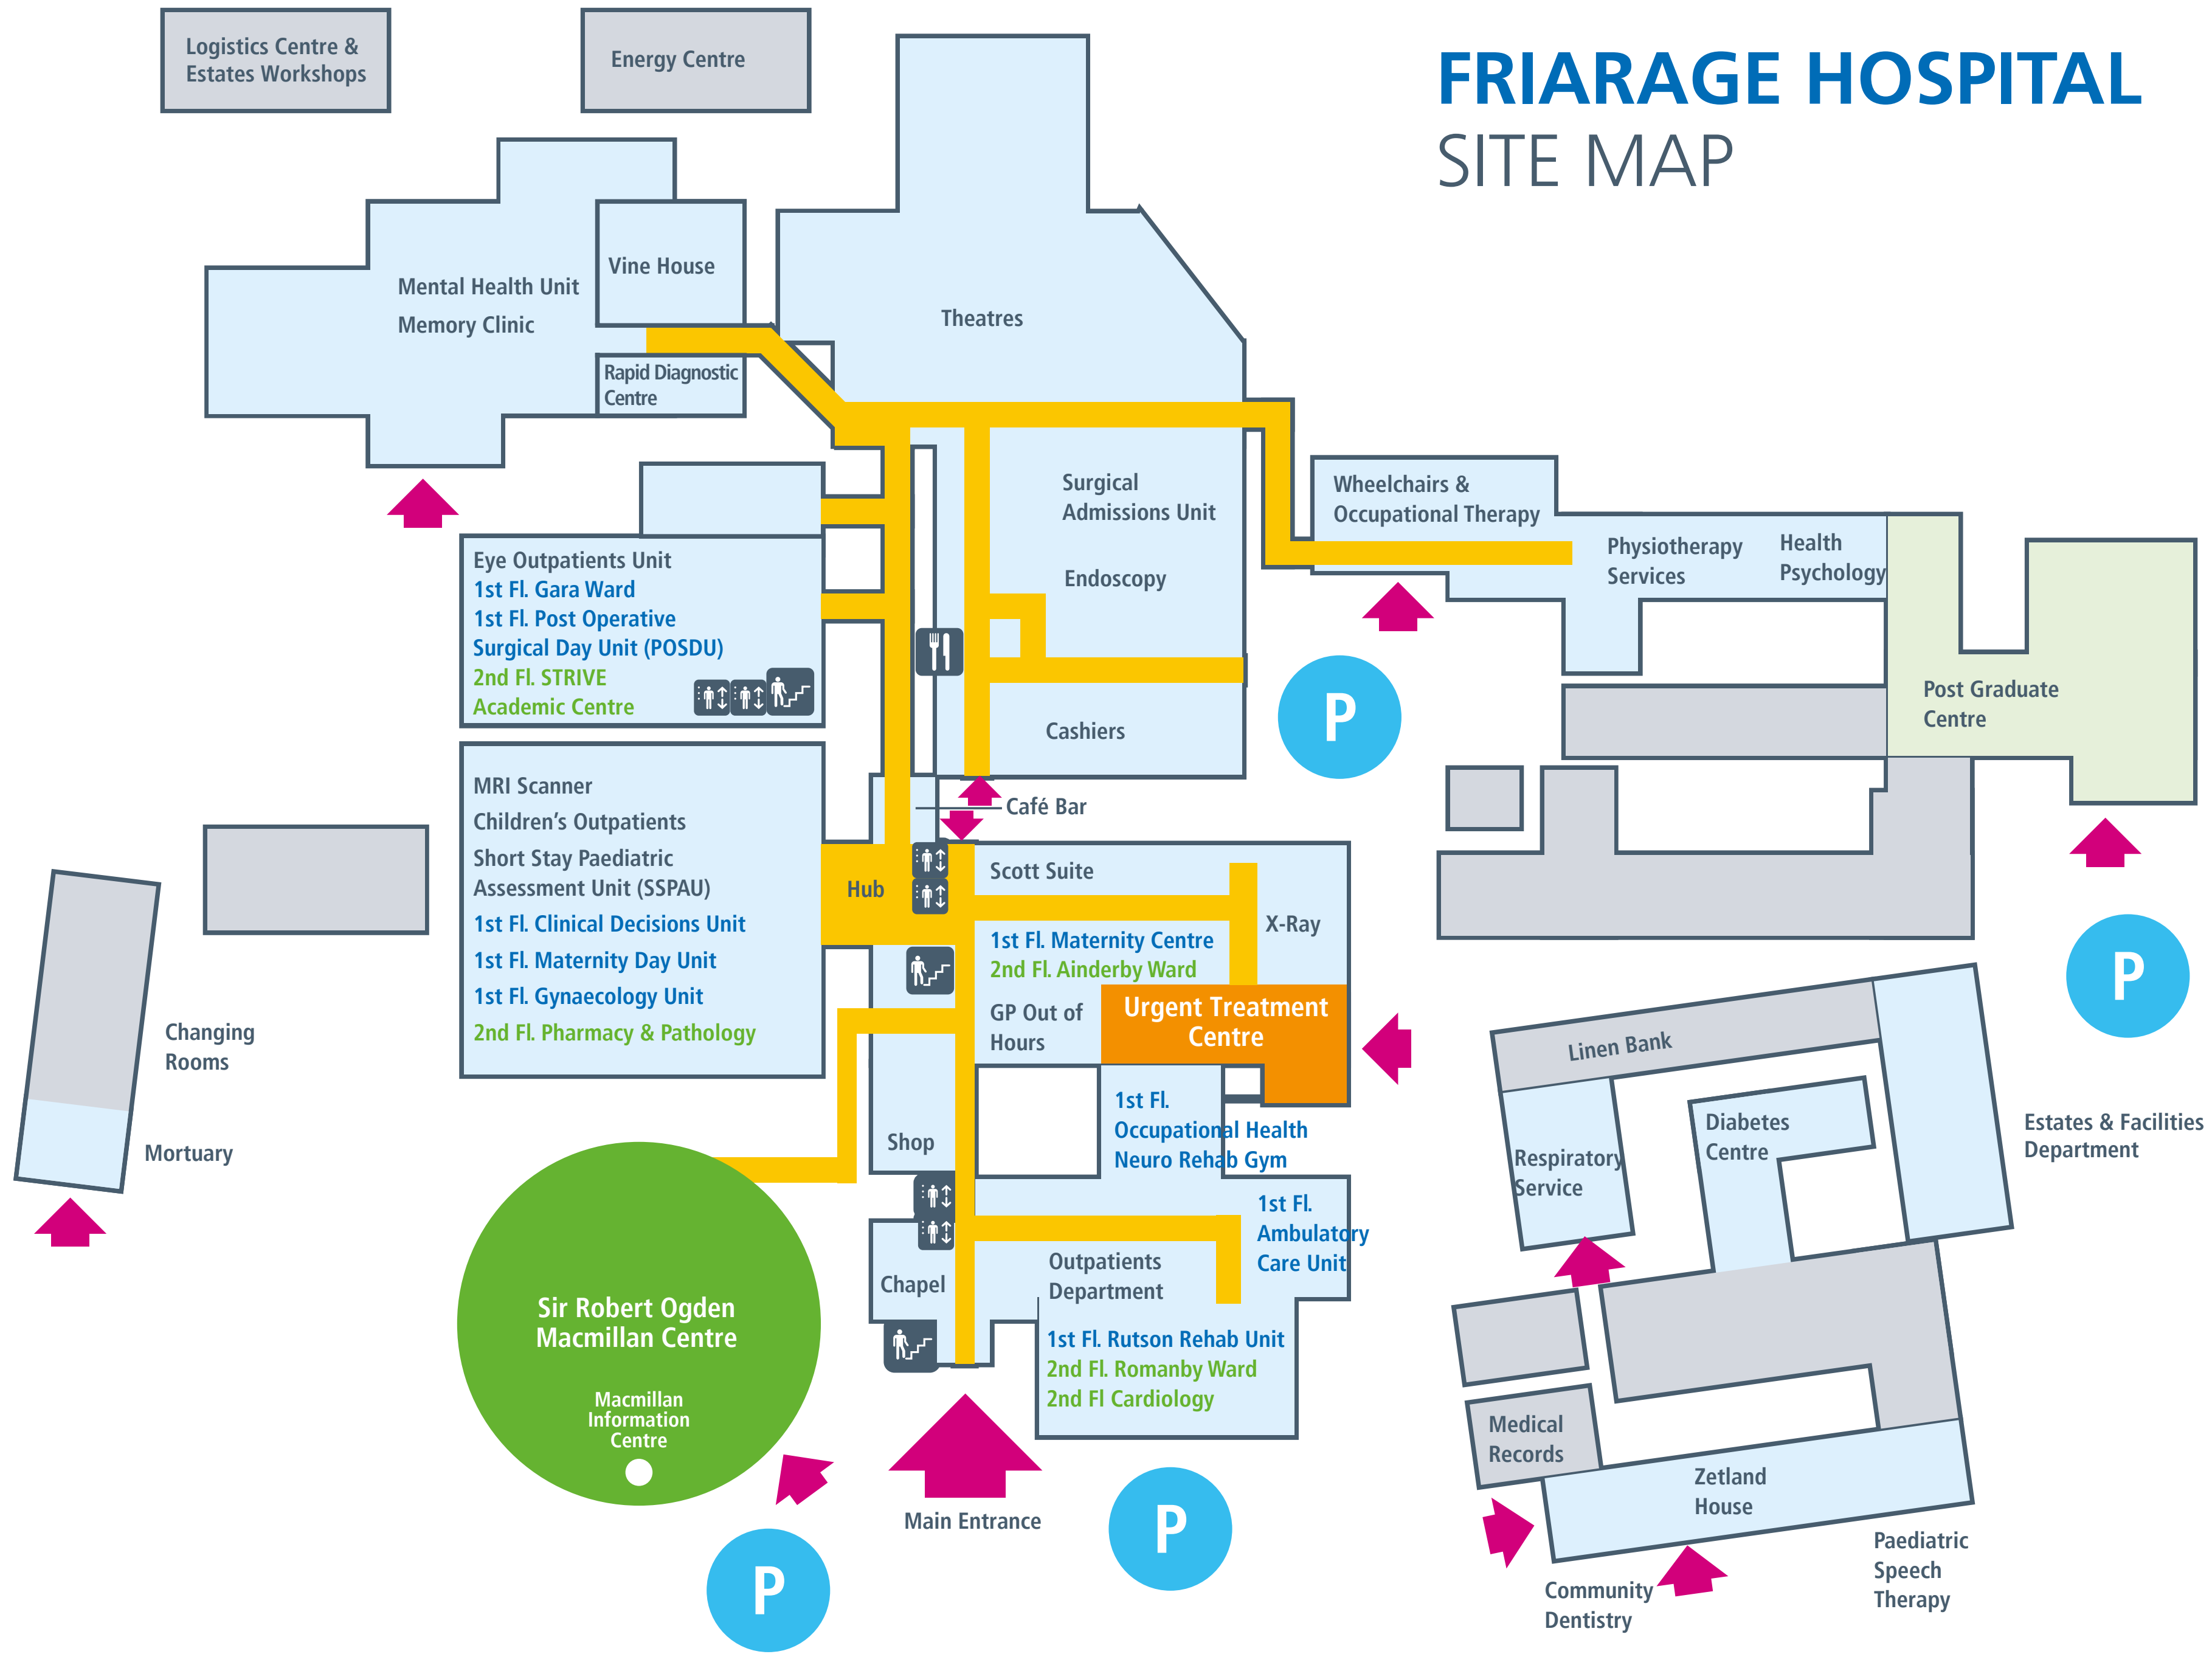 Logistics Centre &
Estates Workshops
Energy Centre
FRIARAGE HOSPITAL
SITE MAP
Vine House
Mental Health Unit
Memory Clinic
Rapid Diagnostic
Centre
Theatres
Surgical
Admissions Unit
Endoscopy
Cashiers
Wheelchairs &
Occupational Therapy
Physiotherapy
Services
Health
Psychology
Post Graduate
Centre
P
P
Eye Outpatients Unit
1st Fl. Gara Ward
1st Fl. Post Operative
Surgical Day Unit (POSDU)
2nd Fl. STRIVE
Academic Centre
MRI Scanner
Children's Outpatients
Short Stay Paediatric
Assessment Unit (SSPAU)
1st Fl. Clinical Decisions Unit
1st Fl. Maternity Day Unit
1st Fl. Gynaecology Unit
2nd Fl. Pharmacy & Pathology
Café Bar
Hub
Scott Suite
X-Ray
1st Fl. Maternity Centre
2nd Fl. Ainderby Ward
GP Out of
Hours
Urgent Treatment
Centre
1st Fl.
Occupational Health
Neuro Rehab Gym
Shop
1st Fl.
Ambulatory
Care Unit
Chapel
Outpatients
Department
1st Fl. Rutson Rehab Unit
2nd Fl. Romanby Ward
2nd Fl Cardiology
Changing
Rooms
Mortuary
Sir Robert Ogden
Macmillan Centre
Macmillan
Information
Centre
Main Entrance
P
P
Linen Bank
Respiratory
Service
Diabetes
Centre
Estates & Facilities
Department
Medical
Records
Zetland
House
Community
Dentistry
Paediatric
Speech
Therapy